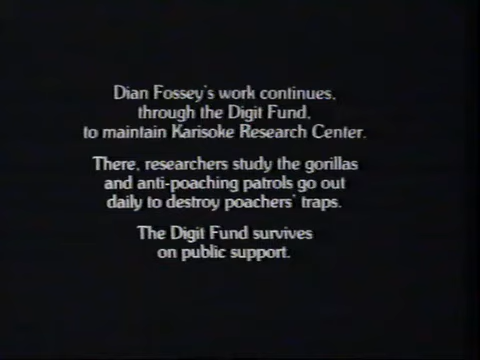 Dian Fossey's work continues,
through the Digit Fund,
to maintain Karisoke Research Center.
There, researchers study the gorillas
and anti-poaching patrols go out
daily to destroy poachers' traps.
The Digit Fund survives
on public support.